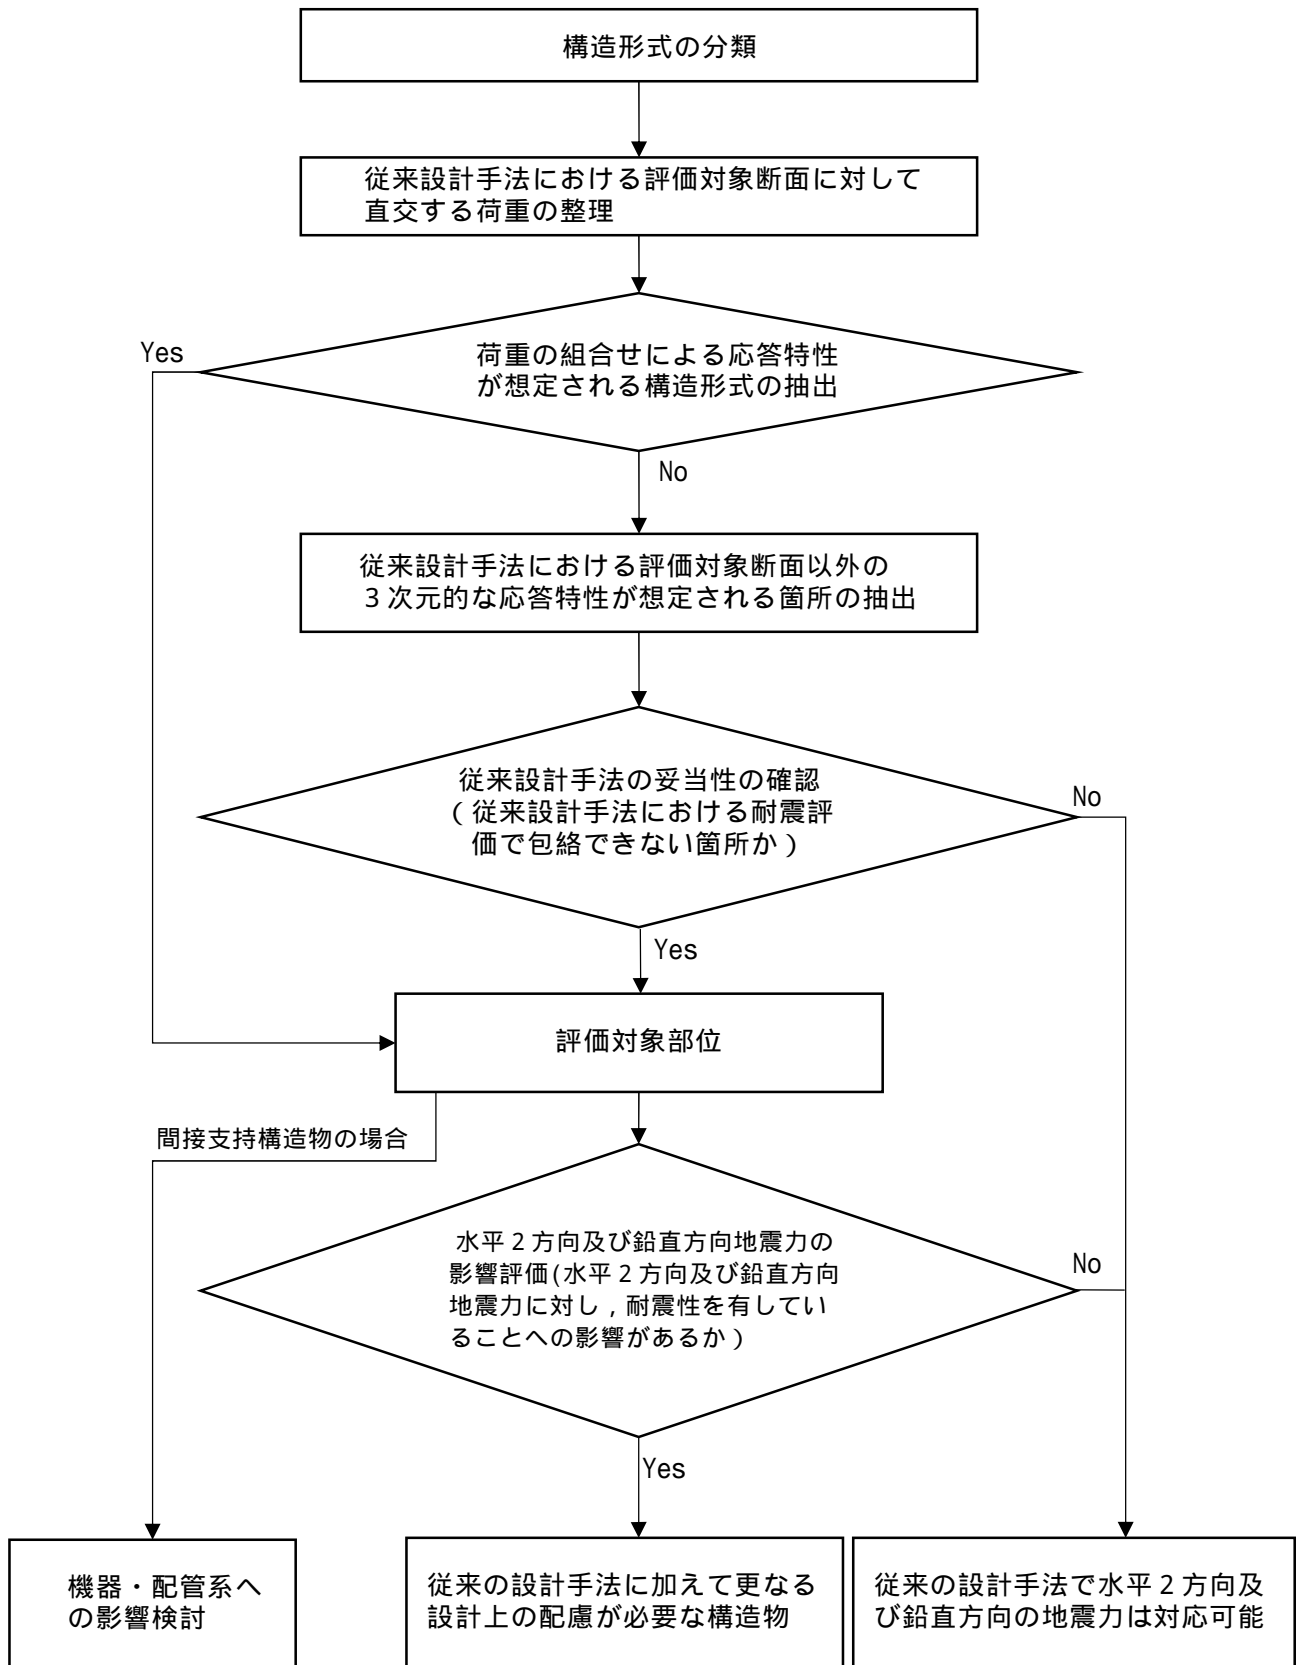 構造形式の分類
従来設計手法における評価対象断面に対して
直交する荷重の整理
荷重の組合せによる応答特性
が想定される構造形式の抽出
Yes
No
従来設計手法における評価対象断面以外の
３次元的な応答特性が想定される箇所の抽出
従来設計手法の妥当性の確認
（従来設計手法における耐震評
価で包絡できない箇所か）
No
Yes
評価対象部位
間接支持構造物の場合
水平２方向及び鉛直方向地震力の
影響評価(水平２方向及び鉛直方向
地震力に対し，耐震性を有してい
ることへの影響があるか）
No
Yes
機器・配管系へ
の影響検討
従来の設計手法に加えて更なる
設計上の配慮が必要な構造物
従来の設計手法で水平２方向及
び鉛直方向の地震力は対応可能